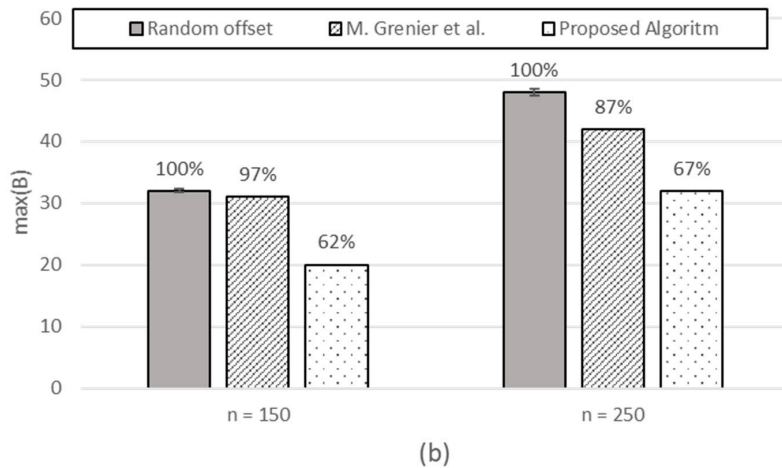 60
Random offset M. Grenier et al. Proposed Algoritm
50
40
30
20
10
0
max(B)
100%
97%
62%
100%
87%
67%
n = 150
n = 250
(b)